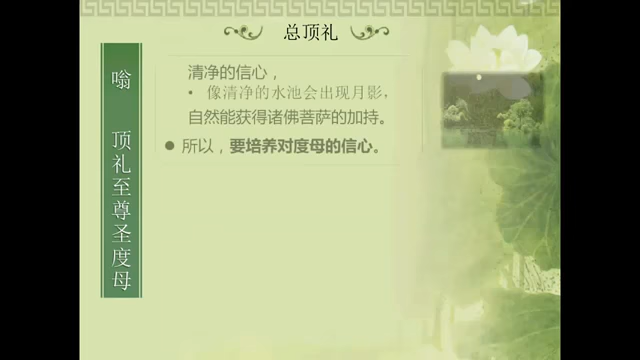 总顶礼
嗡 顶礼至尊圣度母
清净的信心，
• 像清净的水池会出现月影，
自然能获得诸佛菩萨的加持。
● 所以，要培养对度母的信心。